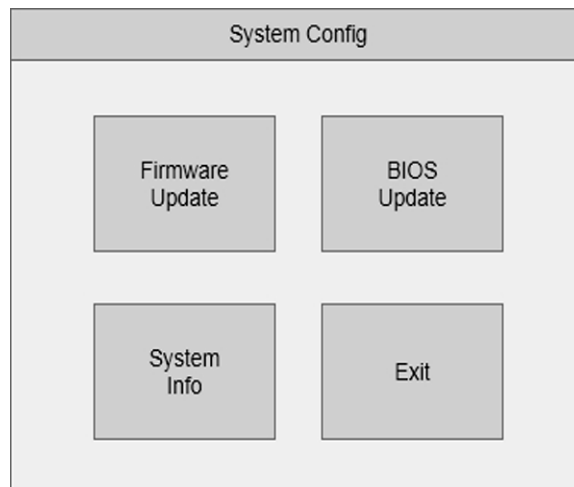 System Config
Firmware
Update
BIOS
Update
System
Info
Exit